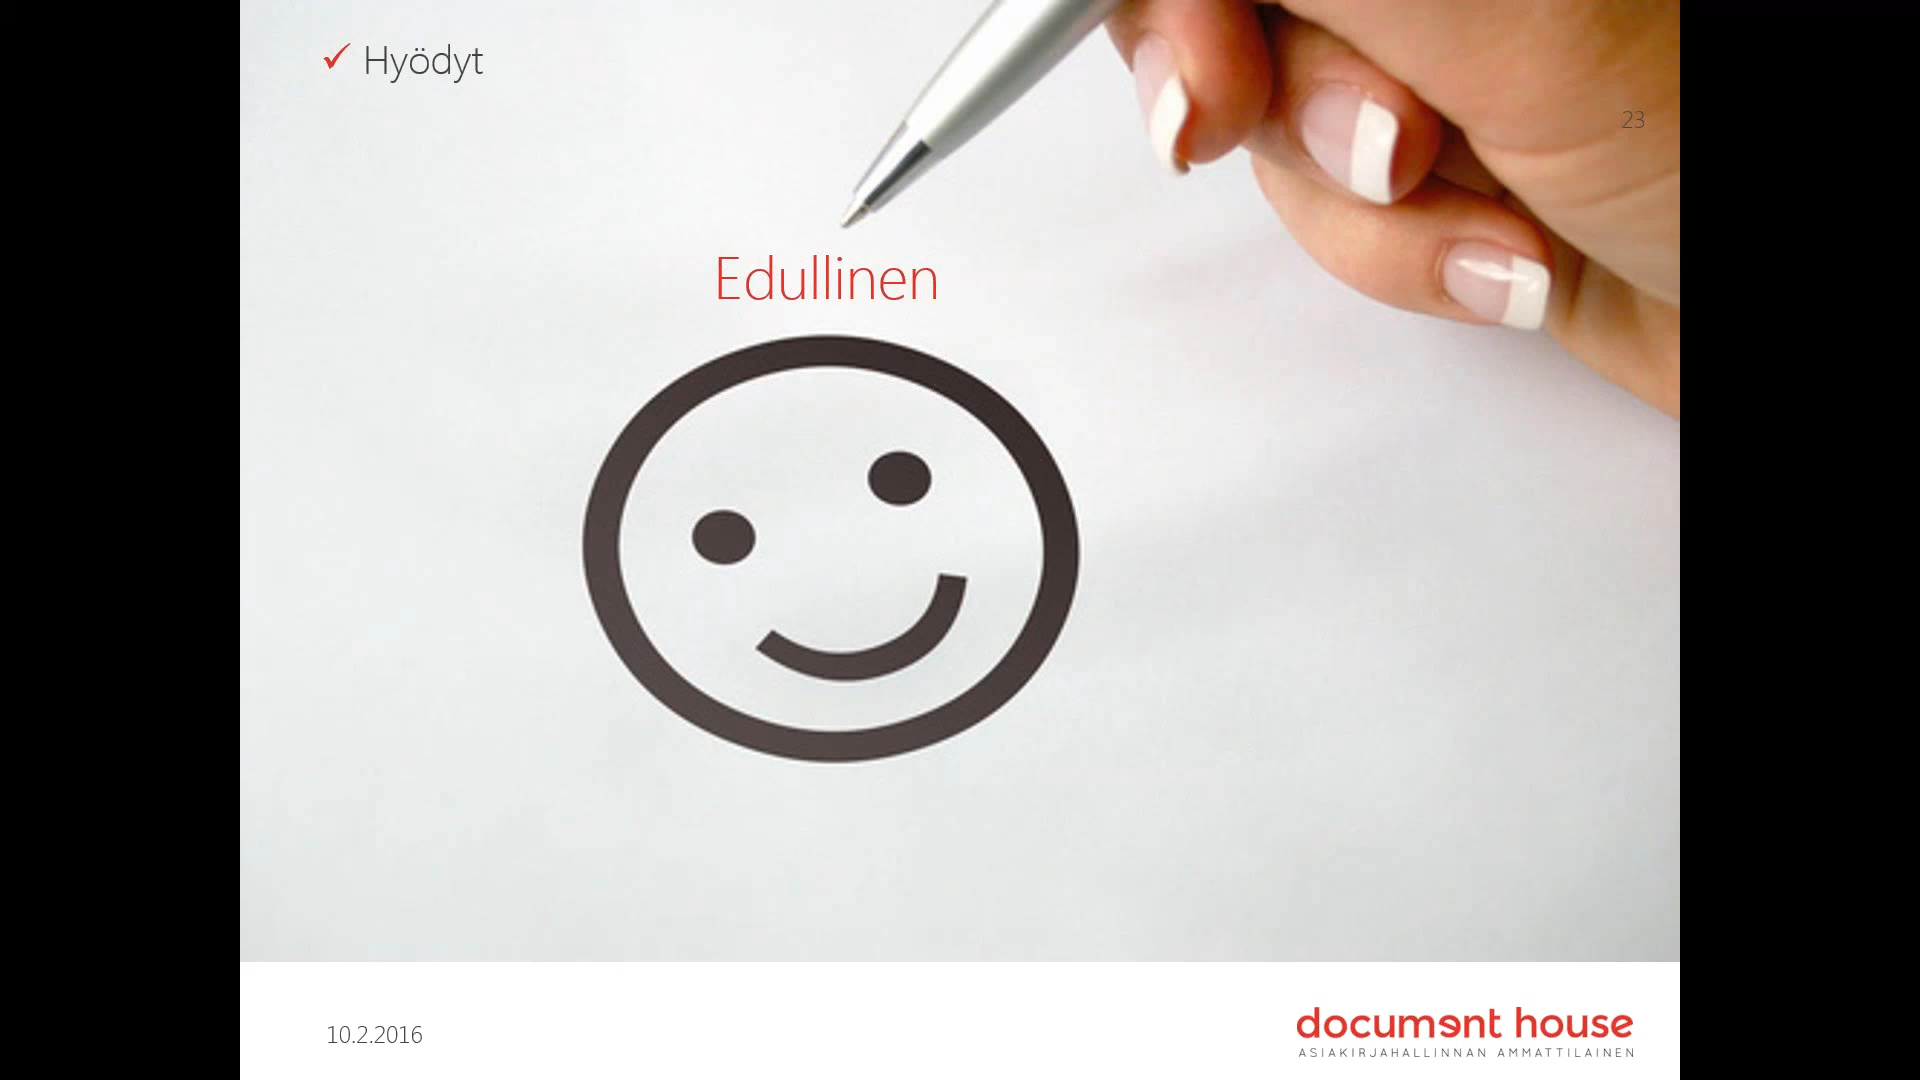 ✓ Hyödyt
23
Edullinen
10.2.2016
document house
ASIAKIRJAHALLINNAN AMMATTILAINEN